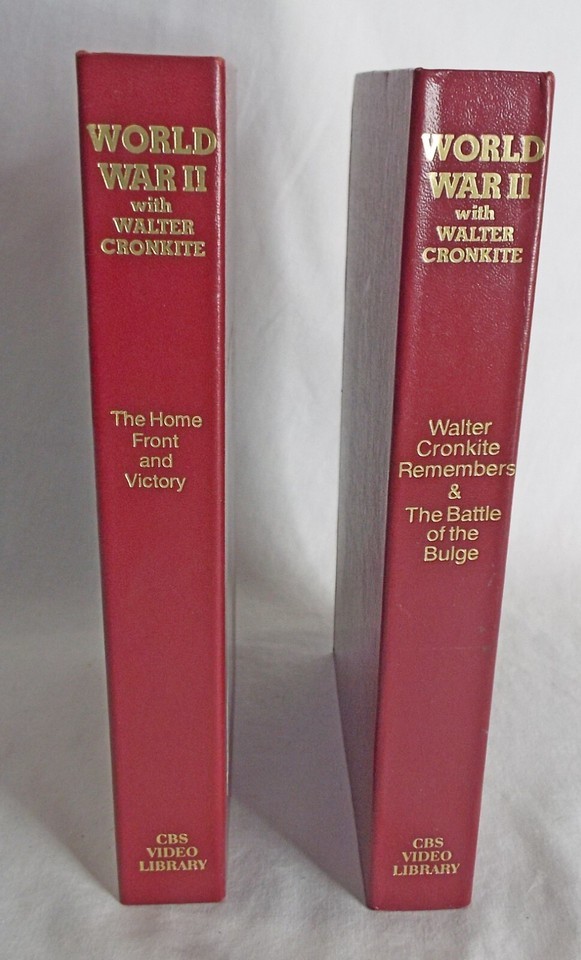 WORLD
WAR II
with
WALTER
CRONKITE
The Home
Front
and
Victory
CBS
VIDEO
LIBRARY
WORLD
WAR II
with
WALTER
CRONKITE
Walter
Cronkite
Remembers
&
The Battle
of the
Bulge
CBS
VIDEO
LIBRARY